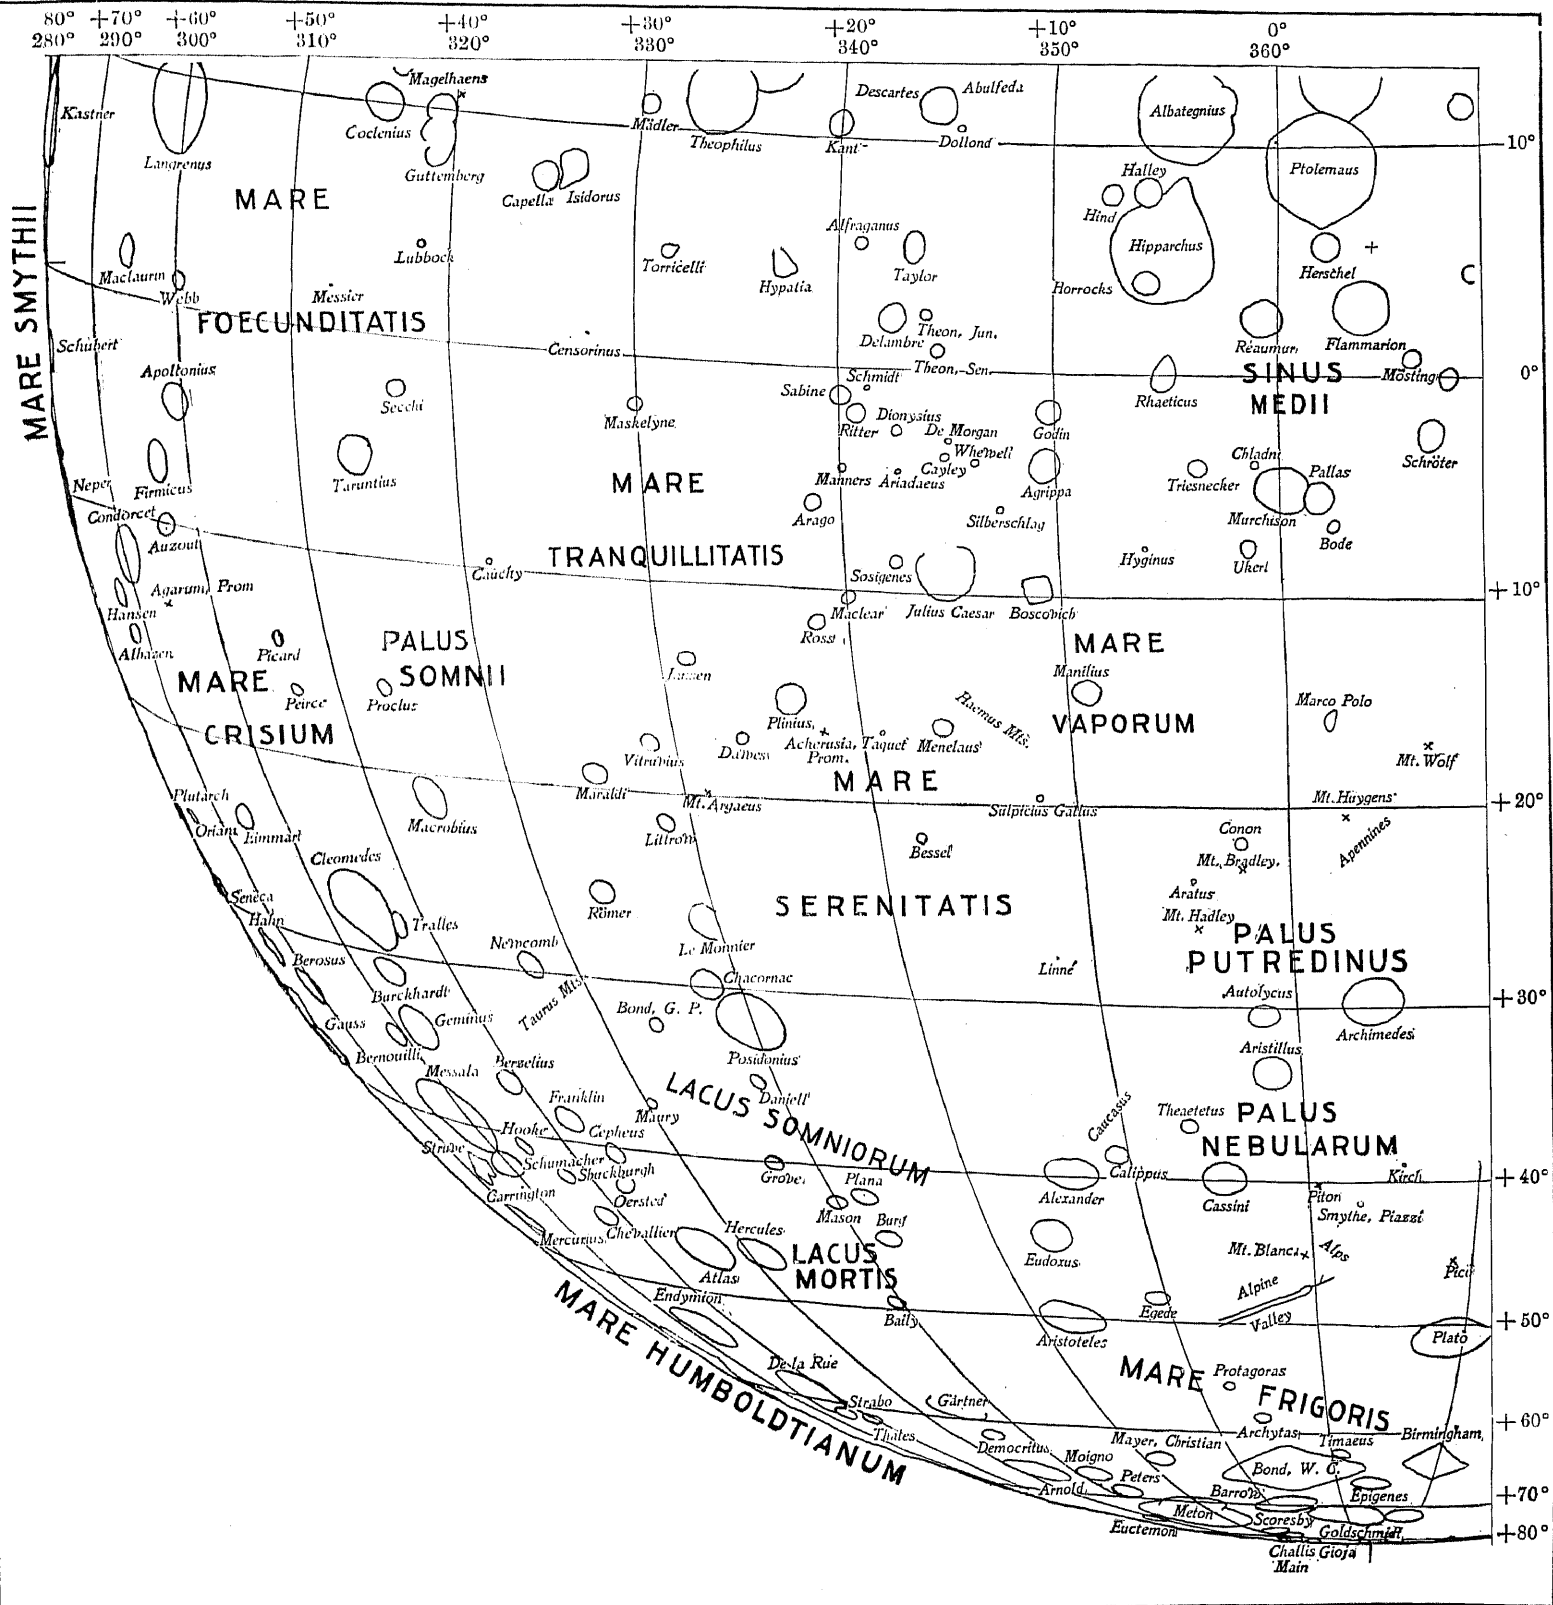 80° +70° +60° +50° +40° +30° +20° +10° 0°
280° 290° 300° 310° 320° 330° 340° 350° 360°
Kastner
Langrenus
Magelhaens
Coclenius
Guttemberg
Capella
Isidorus
Mädler
Theophilus
Kant
Descartes
Abulfeda
Dollond
Albategnius
Ptolemaus
10°
MARE
Halley
Hind
Hipparchus
Horrocks
Herschel
C
MARE SMYTHII
Maclaurin
Webb
Lubbock
Messier
FOECUNDITATIS
Torricelli
Hypatia
Alfraganus
Taylor
Delambre
Theon, Jun.
Theon, Sen.
Reaumur
Flammarion
Schubert
Apollonius
Censorinus
Schmidt
Sabine
Rhaeticus
SINUS
MEDII
Mösting
0°
Secchi
Maskelyne
Ritter
Dionysius
De Morgan
Whewell
Cayley
Godin
Manners
Ariadaeus
Agrippa
Triesnecker
Chladni
Pallas
Schröter
Neper
Firmicus
Taruntius
MARE
Arago
Silberschlag
Murchison
Bode
Condorcet
Auzout
TRANQUILLITATIS
Cauchy
Sosigenes
Julius Caesar
Boscovich
Hyginus
Ukert
+10°
Agarum, Prom
Hansen
Alhazen
Maclear
Ross
MARE
Picard
PALUS
SOMNII
MARE
CRISIUM
Peirce
Proclus
Manilius
VAPORUM
Marco Polo
Plinius
Dawes
Acherusia, Prom.
Taquet
Menelaus
Haemus Mts.
Mt. Wolf
Vitruvius
Maraldi
Mt. Argaeus
MARE
Sulpicius Gallus
Mt. Huygens
+20°
Plutarch
Oriani
Eimmart
Macrobius
Littrow
Bessel
Conon
Mt. Bradley
Apennines
Cleomedes
Seneca
Hahn
Tralles
Römer
SERENITATIS
Aratus
Mt. Hadley
PALUS
PUTREDINUS
Berosus
Newcomb
Le Monnier
Linné
Burckhardt
Taurus Mts.
Chacornac
Autolycus
+30°
Gauss
Geminus
Bond, G. P.
Posidonius
Archimedes
Bernouilli
Messala
Berzelius
Aristillus
Franklin
Daniell
LACUS SOMNIORUM
Maury
Caucasus
Theaetetus
PALUS
NEBULARUM
Hooke
Cepheus
Struve
Schumacher
Shuckburgh
Grove
Calippus
Kirch
+40°
Carrington
Oersted
Plana
Mason
Alexander
Cassini
Piton
Smythe, Piazzi
Mercurius
Chevallier
Hercules
Burg
Atlas
LACUS
MORTIS
Eudoxus
Mt. Blanc
Alps
Pico
Endymion
Baily
Egede
Alpine
Valley
+50°
MARE HUMBOLDTIANUM
Aristoteles
Plato
De la Rue
MARE FRIGORIS
Protagoras
Strabo
Gärtner
Thales
Archytas
+60°
Democritus
Moigno
Mayer, Christian
Timaeus
Birmingham
Bond, W. C.
Arnold
Peters
Barrow
Epigenes
+70°
Meton
Euctemon
Scoresby
Goldschmidt
+80°
Challis
Gioja
Main